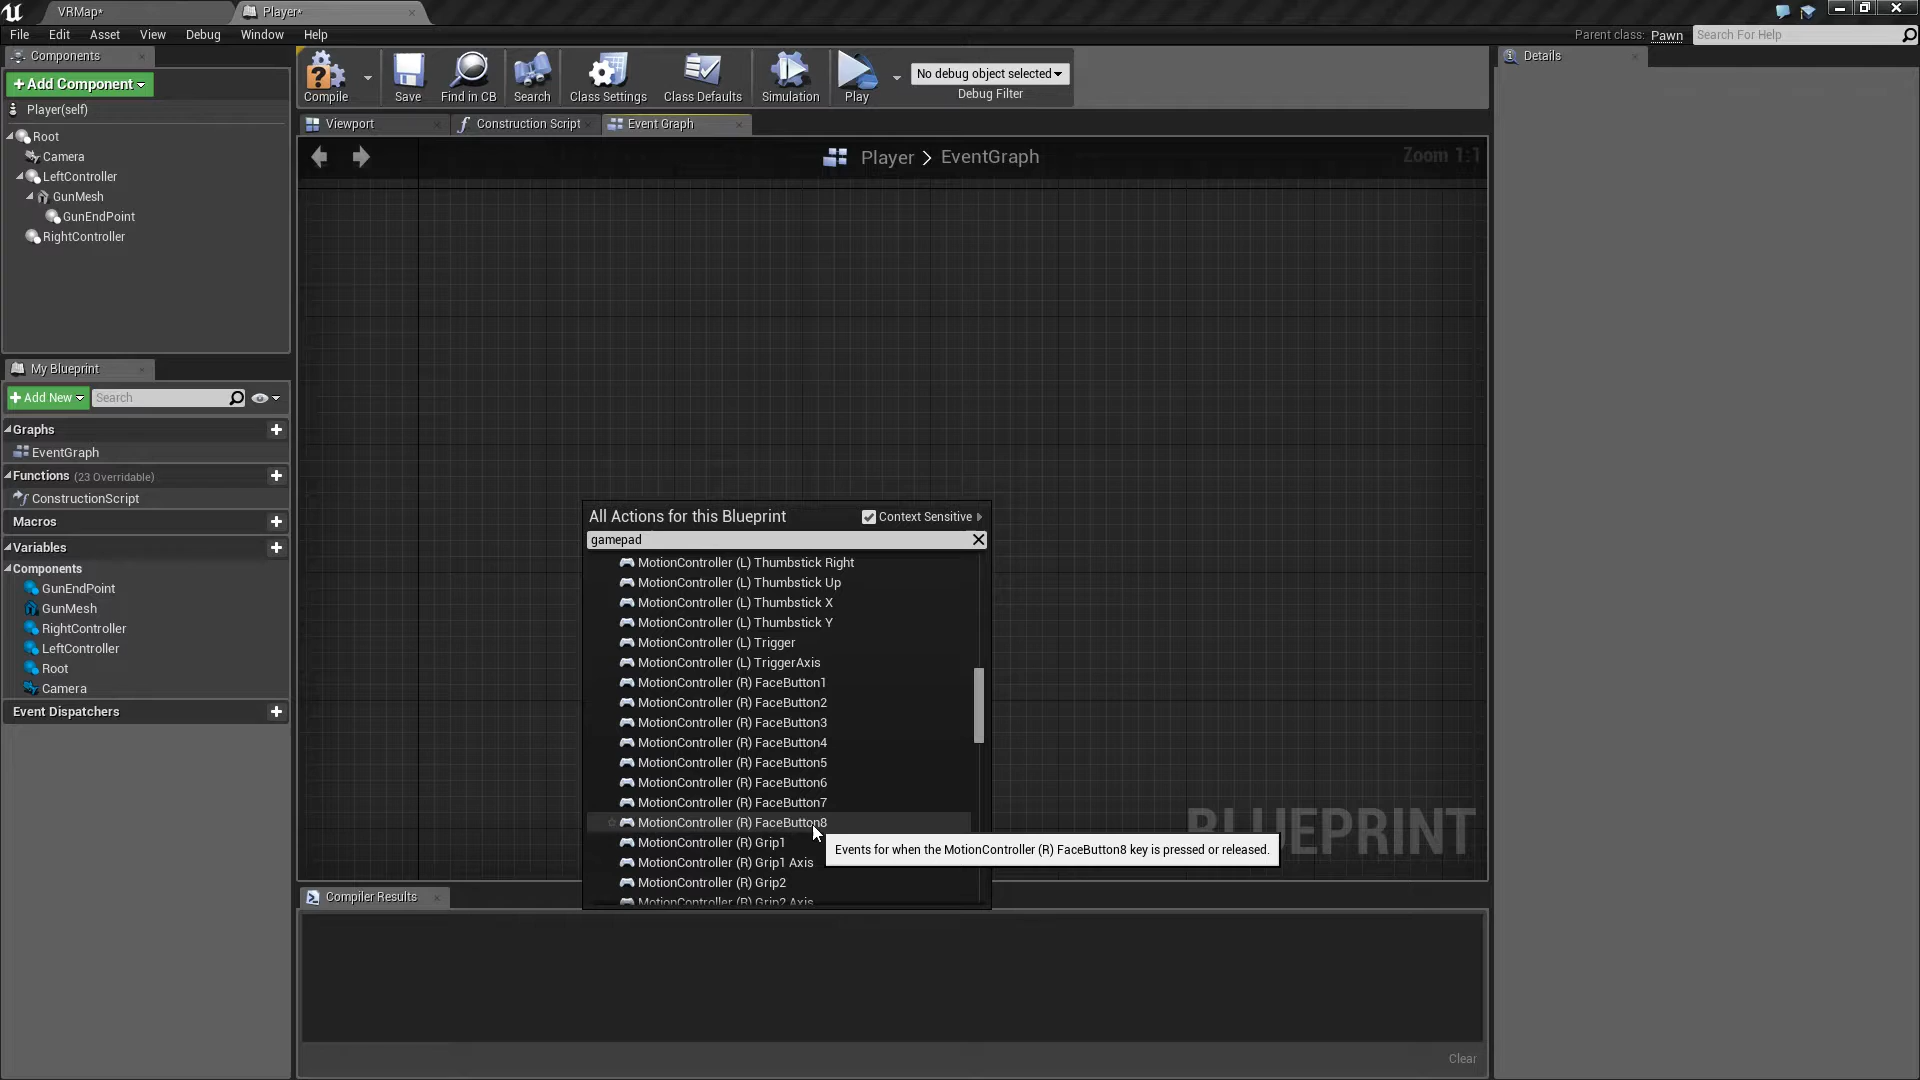 VRMap*
Player*
File Edit Asset View Debug Window Help
Parent class: Pawn
Search For Help
Components
+Add Component
Player(self)
Root
Camera
LeftController
GunMesh
GunEndPoint
RightController
Compile
Save
Find in CB
Search
Class Settings
Class Defaults
Simulation
Play
No debug object selected
Debug Filter
Details
Viewport
Construction Script
Event Graph
Player > EventGraph
Zoom 1:1
My Blueprint
+Add New
Search
Graphs
EventGraph
Functions (23 Overridable)
ConstructionScript
Macros
Variables
Components
GunEndPoint
GunMesh
RightController
LeftController
Root
Camera
Event Dispatchers
All Actions for this Blueprint
Context Sensitive
gamepad
MotionController (L) Thumbstick Right
MotionController (L) Thumbstick Up
MotionController (L) Thumbstick X
MotionController (L) Thumbstick Y
MotionController (L) Trigger
MotionController (L) TriggerAxis
MotionController (R) FaceButton1
MotionController (R) FaceButton2
MotionController (R) FaceButton3
MotionController (R) FaceButton4
MotionController (R) FaceButton5
MotionController (R) FaceButton6
MotionController (R) FaceButton7
MotionController (R) FaceButton8
MotionController (R) Grip1
MotionController (R) Grip1 Axis
MotionController (R) Grip2
MotionController (R) Grip2 Axis
Events for when the MotionController (R) FaceButton8 key is pressed or released.
BLUEPRINT
Compiler Results
Clear